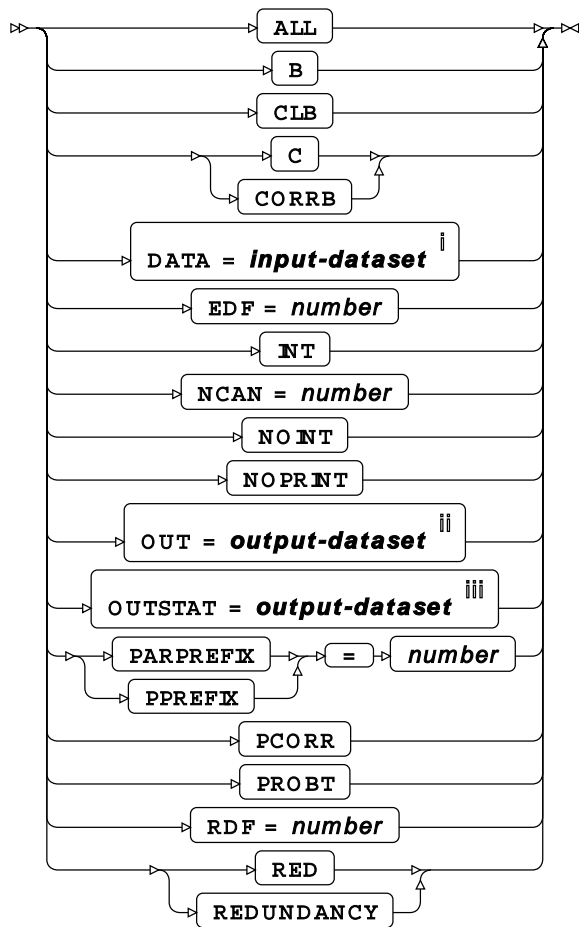 ALL
B
CLB
C
CORRB
DATA = input-dataset i
EDF = number
INT
NCAN = number
NOINT
NOPRINT
OUT = output-dataset ii
OUTSTAT = output-dataset iii
PARPREFIX = number
PPREFIX
PCORR
PROBT
RDF = number
RED
REDUNDANCY